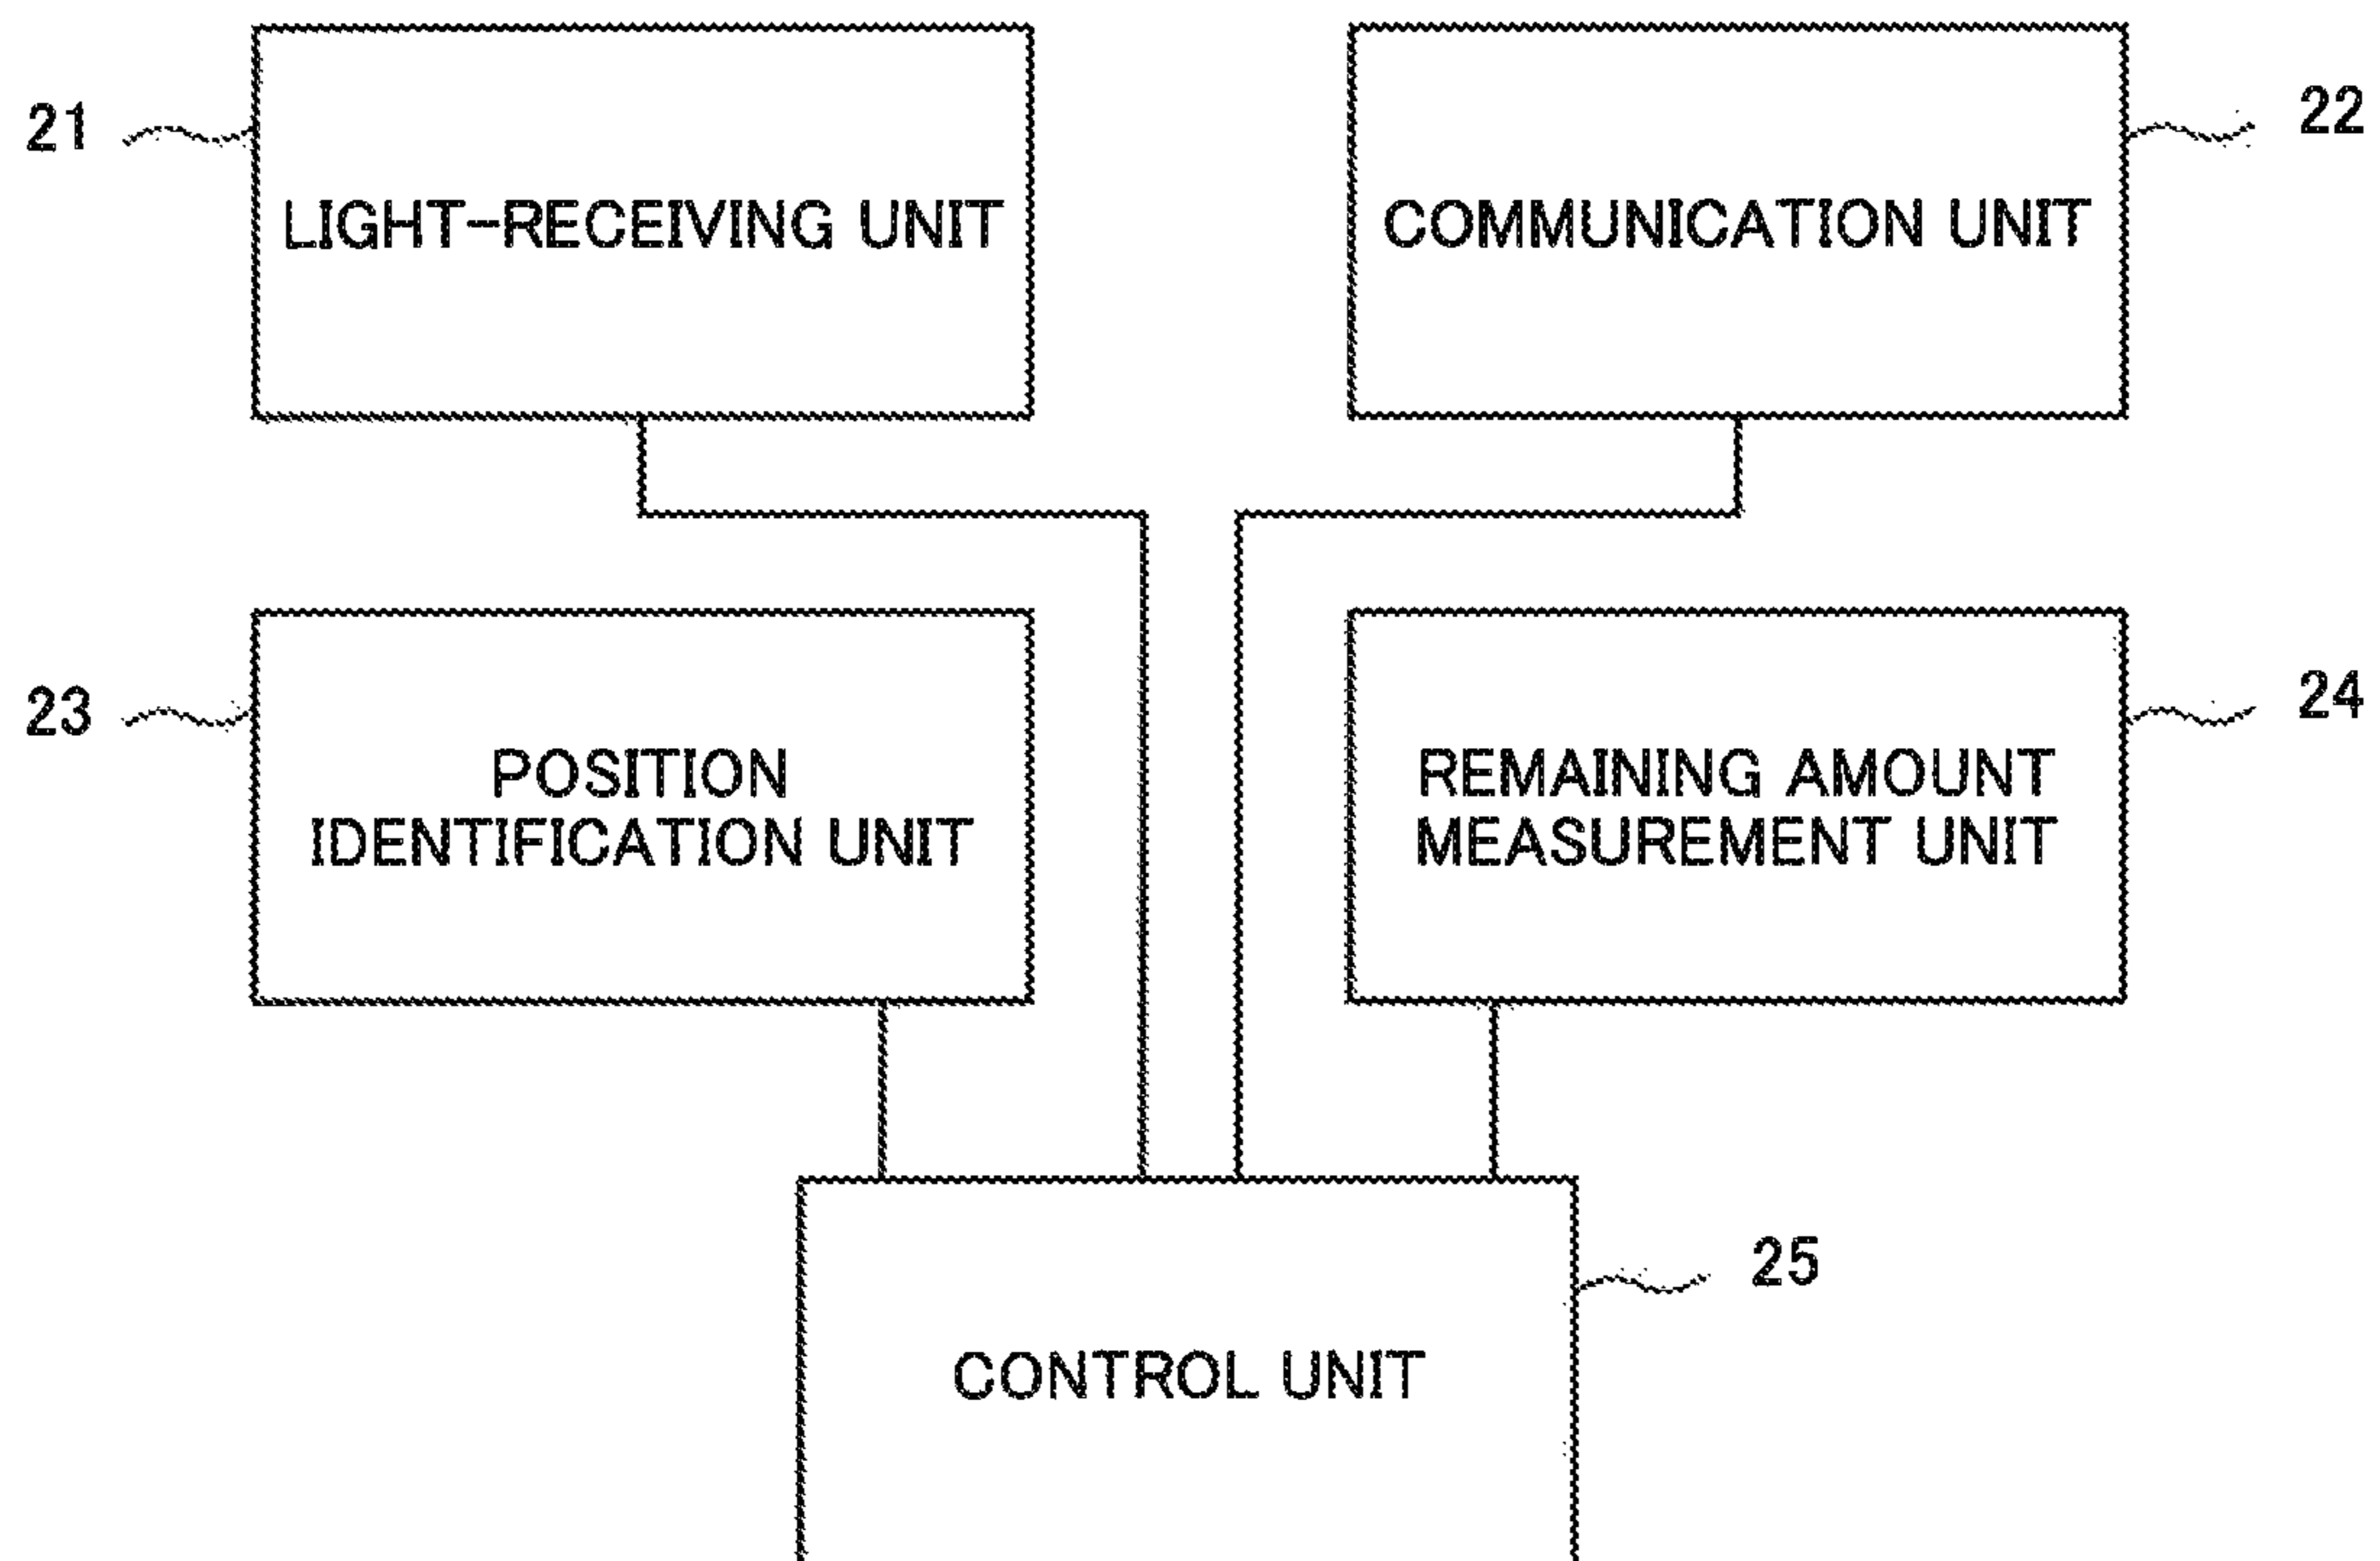 21
LIGHT-RECEIVING UNIT
COMMUNICATION UNIT
22
23
POSITION
IDENTIFICATION UNIT
REMAINING AMOUNT
MEASUREMENT UNIT
24
CONTROL UNIT
25